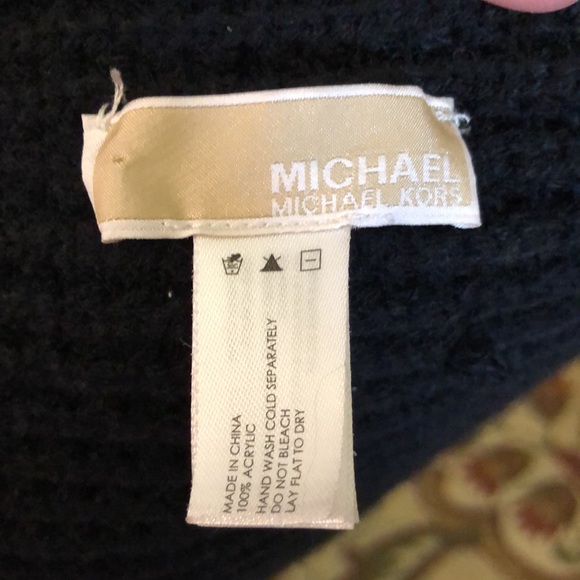 MICHAEL
MICHAEL KORS
MADE IN CHINA
100% ACRYLIC
HAND WASH COLD SEPARATELY
DO NOT BLEACH
LAY FLAT TO DRY